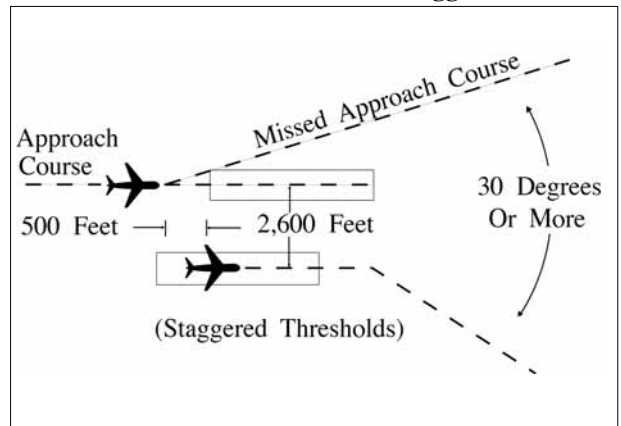 Missed Approach Course
Approach
Course
30 Degrees
Or More
500 Feet
2,600 Feet
(Staggered Thresholds)